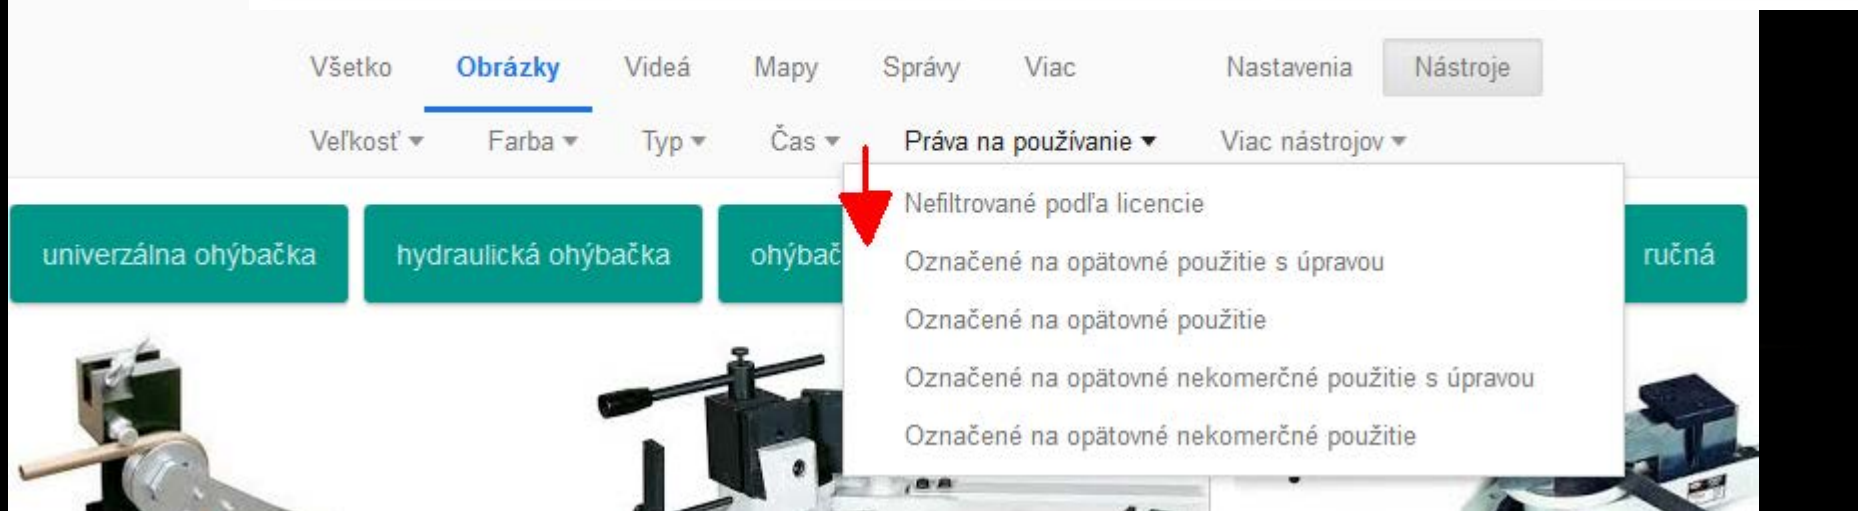 Všetko Obrázky Videá Mapy Správy Viac Nastavenia Nástroje
Veľkosť Farba Typ Čas Práva na používanie Viac nástrojov
Nefiltrované podľa licencie
univerzálna ohýbačka hydraulická ohýbačka ohýbač ručná
Označené na opätovné použitie s úpravou
Označené na opätovné použitie
Označené na opätovné nekomerčné použitie s úpravou
Označené na opätovné nekomerčné použitie